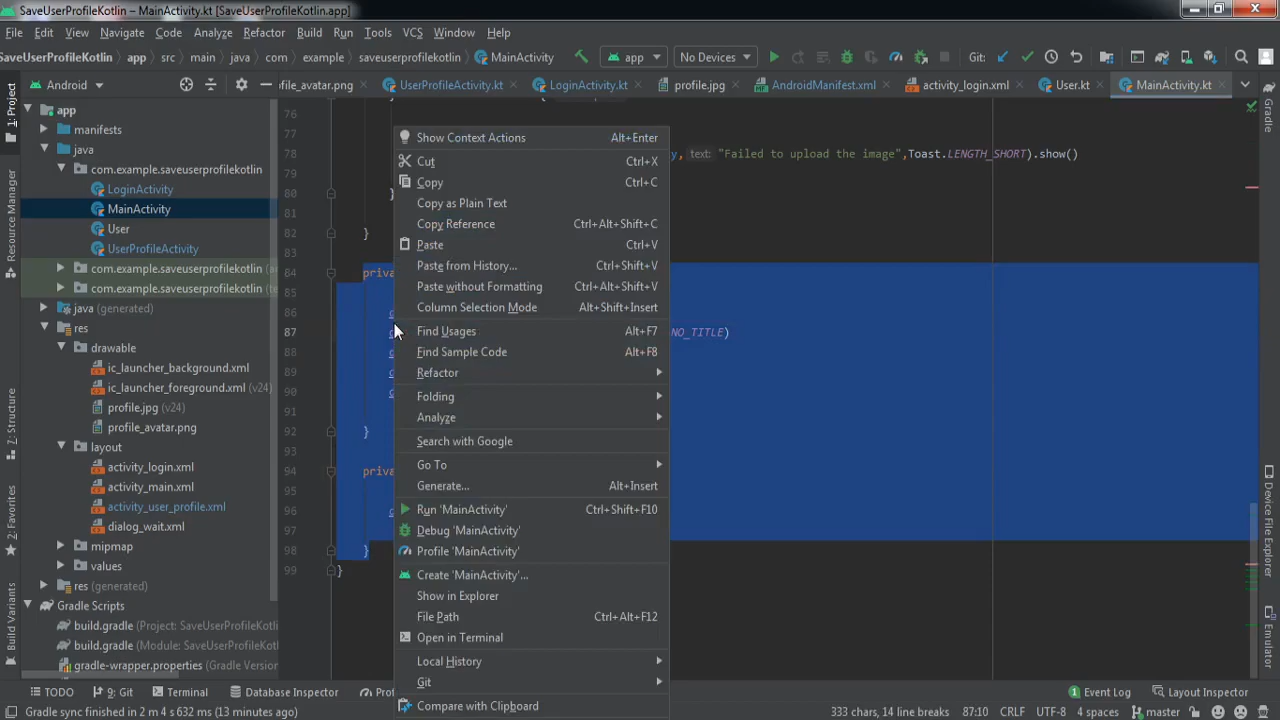 SaveUserProfileKotlin – MainActivity.kt [SaveUserProfileKotlin.app]
File Edit View Navigate Code Analyze Refactor Build Run Tools VCS Window Help
SaveUserProfileKotlin app src main java com example saveuserprofilekotlin MainActivity app No Devices Git:
Android file_avatar.png UserProfileActivity.kt LoginActivity.kt profile.jpg AndroidManifest.xml activity_login.xml User.kt MainActivity.kt
1: Project
Resource Manager
Z: Structure
2: Favorites
Build Variants
app
manifests
java
com.example.saveuserprofilekotlin
LoginActivity
MainActivity
User
UserProfileActivity
com.example.saveuserprofilekotlin
com.example.saveuserprofilekotlin
java (generated)
res
drawable
ic_launcher_background.xml
ic_launcher_foreground.xml (v24)
profile.jpg (v24)
profile_avatar.png
layout
activity_login.xml
activity_main.xml
activity_user_profile.xml
dialog_wait.xml
mipmap
values
res (generated)
Gradle Scripts
build.gradle (Project: SaveUserProfileKotlin
build.gradle (Module: SaveUserProfileKotlin
gradle-wrapper.properties (Gradle Version
76
77
78 , text: "Failed to upload the image",Toast.LENGTH_SHORT).show()
79
80 }
81
82 }
83
84 priva
85
86
87 NO_TITLE)
88
89
90
91
92 }
93
94 priva
95
96
97
98 }
99 }
Show Context Actions Alt+Enter
Cut Ctrl+X
Copy Ctrl+C
Copy as Plain Text
Copy Reference Ctrl+Alt+Shift+C
Paste Ctrl+V
Paste from History... Ctrl+Shift+V
Paste without Formatting Ctrl+Alt+Shift+V
Column Selection Mode Alt+Shift+Insert
Find Usages Alt+F7
Find Sample Code Alt+F8
Refactor
Folding
Analyze
Search with Google
Go To
Generate... Alt+Insert
Run 'MainActivity' Ctrl+Shift+F10
Debug 'MainActivity'
Profile 'MainActivity'
Create 'MainActivity'...
Show in Explorer
File Path Ctrl+Alt+F12
Open in Terminal
Local History
Git
Compare with Clipboard
Gradle
Device File Explorer
Emulator
TODO 9: Git Terminal Database Inspector Prof 1 Event Log Layout Inspector
Gradle sync finished in 2 m 4 s 632 ms (13 minutes ago) 333 chars, 14 line breaks 87:10 CRLF UTF-8 4 spaces master